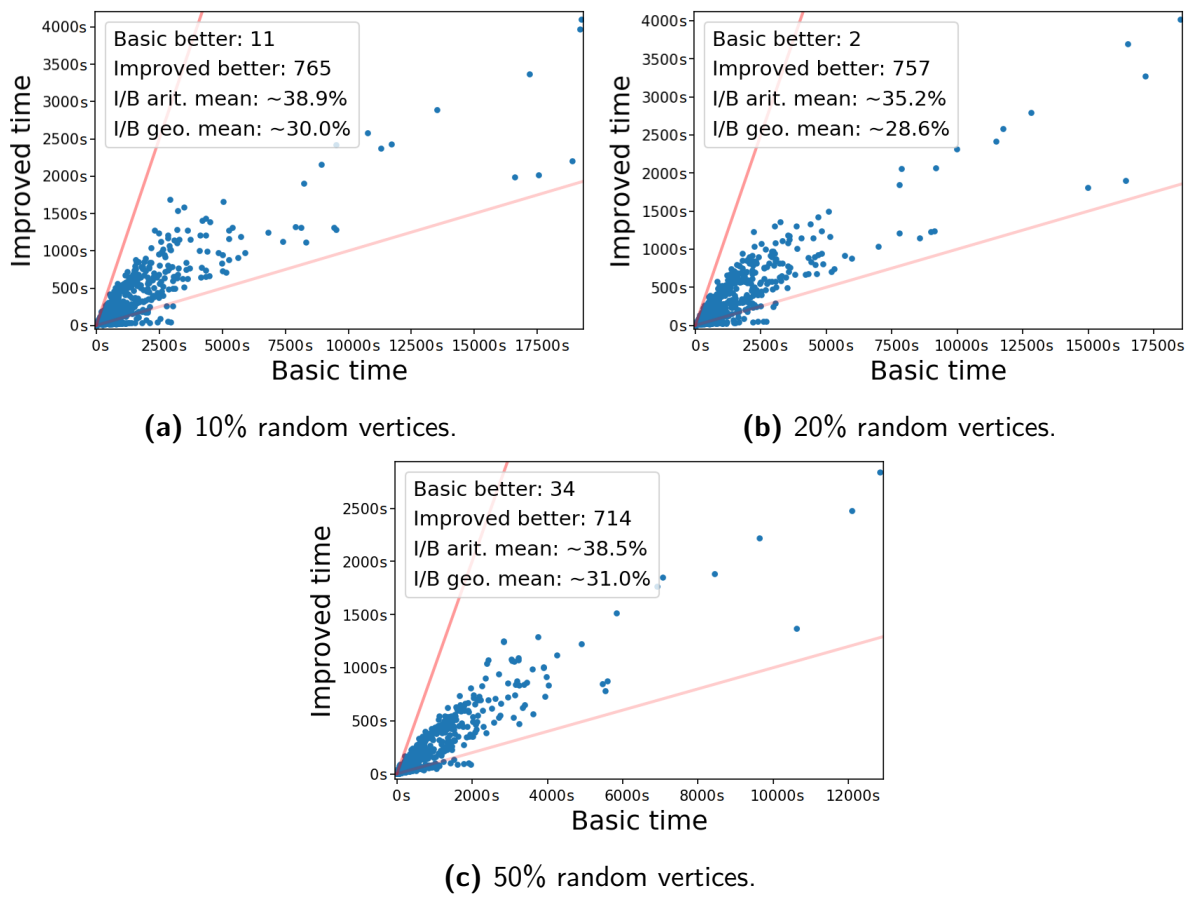 Basic better: 11
Improved better: 765
I/B arit. mean: ~38.9%
I/B geo. mean: ~30.0%
Improved time
4000s
3500s
3000s
2500s
2000s
1500s
1000s
500s
0s
0s 2500s 5000s 7500s 10000s 12500s 15000s 17500s
Basic time
(a) 10% random vertices.
Basic better: 2
Improved better: 757
I/B arit. mean: ~35.2%
I/B geo. mean: ~28.6%
Improved time
4000s
3500s
3000s
2500s
2000s
1500s
1000s
500s
0s
0s 2500s 5000s 7500s 10000s 12500s 15000s 17500s
Basic time
(b) 20% random vertices.
Basic better: 34
Improved better: 714
I/B arit. mean: ~38.5%
I/B geo. mean: ~31.0%
Improved time
2500s
2000s
1500s
1000s
500s
0s
0s 2000s 4000s 6000s 8000s 10000s 12000s
Basic time
(c) 50% random vertices.